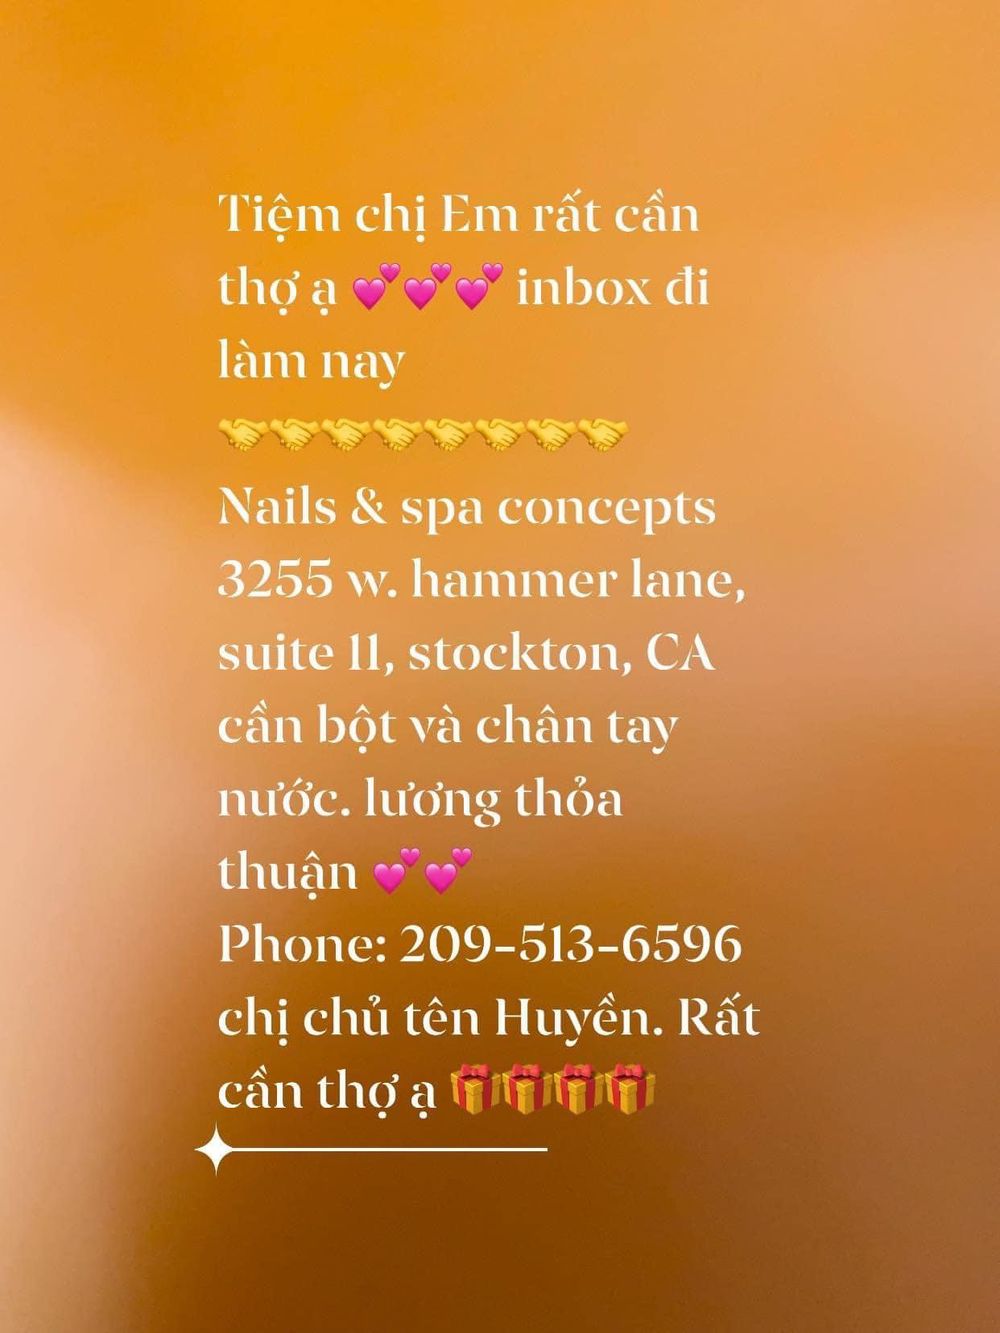 Tiệm chị Em rất cần
thợ ạ 💕💕💕 inbox đi
làm nay
🤝🤝🤝🤝🤝🤝🤝🤝
Nails & spa concepts
3255 w. hammer lane,
suite 11, stockton, CA
cần bột và chân tay
nước. lương thỏa
thuận 💕💕
Phone: 209-513-6596
chị chủ tên Huyền. Rất
cần thợ ạ 🎁🎁🎁🎁